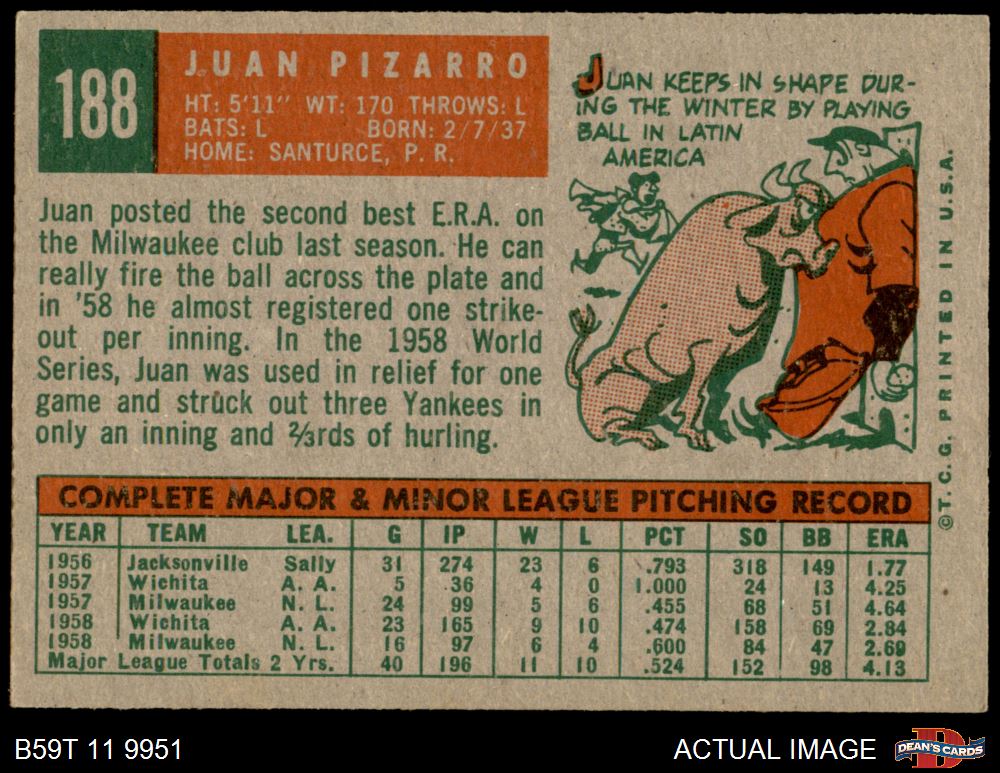 188
JUAN PIZARRO
HT: 5'11" WT: 170 THROWS: L
BATS: L BORN: 2/7/37
HOME: SANTURCE, P. R.
JUAN KEEPS IN SHAPE DUR-
ING THE WINTER BY PLAYING
BALL IN LATIN
AMERICA
Juan posted the second best E.R.A. on
the Milwaukee club last season. He can
really fire the ball across the plate and
in '58 he almost registered one strike-
out per inning. In the 1958 World
Series, Juan was used in relief for one
game and struck out three Yankees in
only an inning and ⅔rds of hurling.
©T. C. G. PRINTED IN U.S.A.
COMPLETE MAJOR & MINOR LEAGUE PITCHING RECORD
YEAR TEAM LEA. G IP W L PCT SO BB ERA
1956 Jacksonville Sally 31 274 23 6 .793 318 149 1.77
1957 Wichita A. A. 5 36 4 0 1.000 24 13 4.25
1957 Milwaukee N. L. 24 99 5 6 .455 68 51 4.64
1958 Wichita A. A. 23 165 9 10 .474 158 69 2.84
1958 Milwaukee N. L. 16 97 6 4 .600 84 47 2.69
Major League Totals 2 Yrs. 40 196 11 10 .524 152 98 4.13
B59T 11 9951
ACTUAL IMAGE
D
DEAN'S CARDS